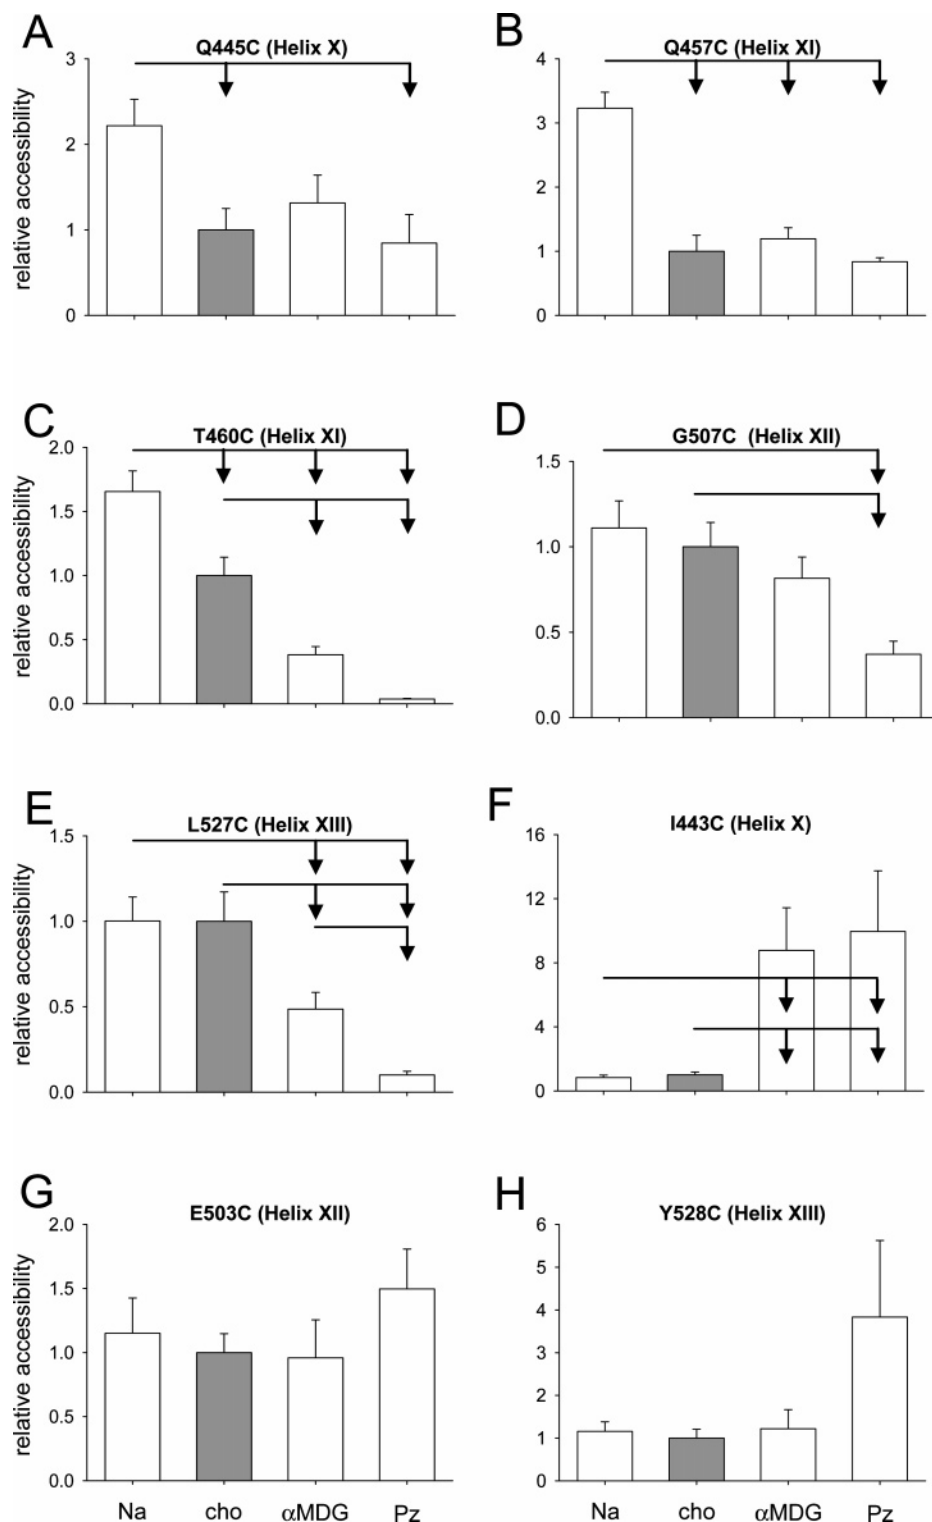 A
Q445C (Helix X)
relative accessibility
3
2
1
0
B
Q457C (Helix XI)
4
3
2
1
0
C
T460C (Helix XI)
relative accessibility
2.0
1.5
1.0
0.5
0.0
D
G507C (Helix XII)
1.5
1.0
0.5
0.0
E
L527C (Helix XIII)
relative accessibility
1.5
1.0
0.5
0.0
F
I443C (Helix X)
16
12
8
4
0
G
E503C (Helix XII)
relative accessibility
2.0
1.5
1.0
0.5
0.0
Na cho αMDG Pz
H
Y528C (Helix XIII)
6
5
4
3
2
1
0
Na cho αMDG Pz